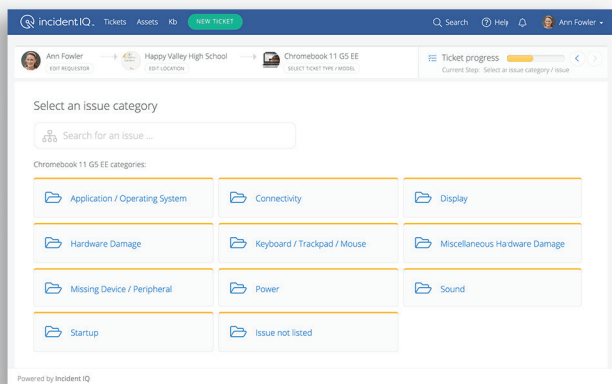 incidentIQ Tickets Assets Kb NEW TICKET Search Help Ann Fowler
Ann Fowler Happy Valley High School Chromebook 11 G5 EE Ticket progress
EDIT REQUESTOR EDIT LOCATION SELECT TICKET TYPE / MODEL Current Step: Select an issue category / issue
Select an issue category
Search for an issue ...
Chromebook 11 G5 EE categories:
Application / Operating System Connectivity Display
Hardware Damage Keyboard / Trackpad / Mouse Miscellaneous Hardware Damage
Missing Device / Peripheral Power Sound
Startup Issue not listed
Powered by Incident IQ